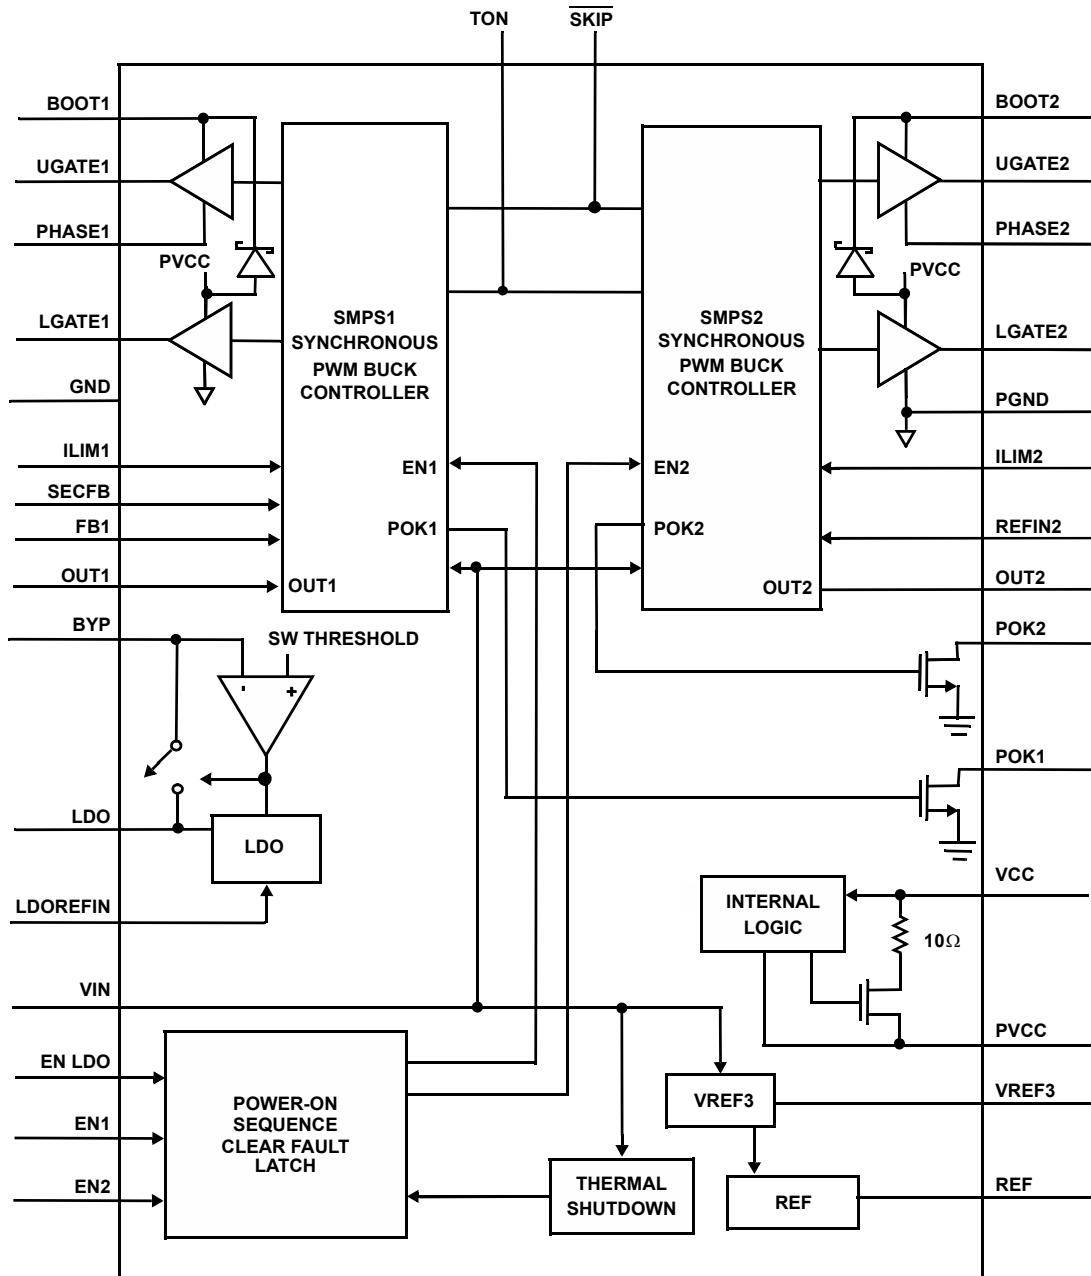 TON
SKIP
BOOT1
UGATE1
PHASE1
PVCC
LGATE1
GND
ILIM1
SECFB
FB1
OUT1
BYP
LDO
LDOREFIN
VIN
EN LDO
EN1
EN2
SMPS1
SYNCHRONOUS
PWM BUCK
CONTROLLER
EN1
POK1
OUT1
SMPS2
SYNCHRONOUS
PWM BUCK
CONTROLLER
EN2
POK2
OUT2
BOOT2
UGATE2
PHASE2
PVCC
LGATE2
PGND
ILIM2
REFIN2
OUT2
POK2
POK1
VCC
PVCC
VREF3
REF
SW THRESHOLD
- +
LDO
INTERNAL
LOGIC
10Ω
POWER-ON
SEQUENCE
CLEAR FAULT
LATCH
THERMAL
SHUTDOWN
VREF3
REF